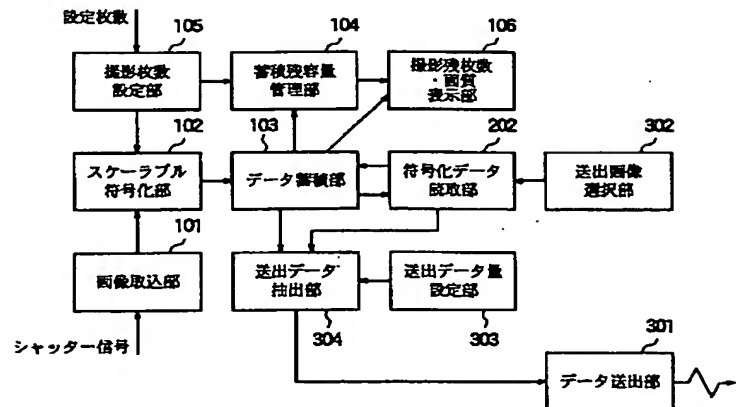 設定枚数
105
104
106
撮影枚数
設定部
蓄積残容量
管理部
撮影残枚数
・画質
表示部
102
103
202
302
スケーラブル
符号化部
データ蓄積部
符号化データ
読取部
送出画像
選択部
101
画像取込部
送出データ
抽出部
送出データ量
設定部
シャッター信号
304
303
301
データ送出部